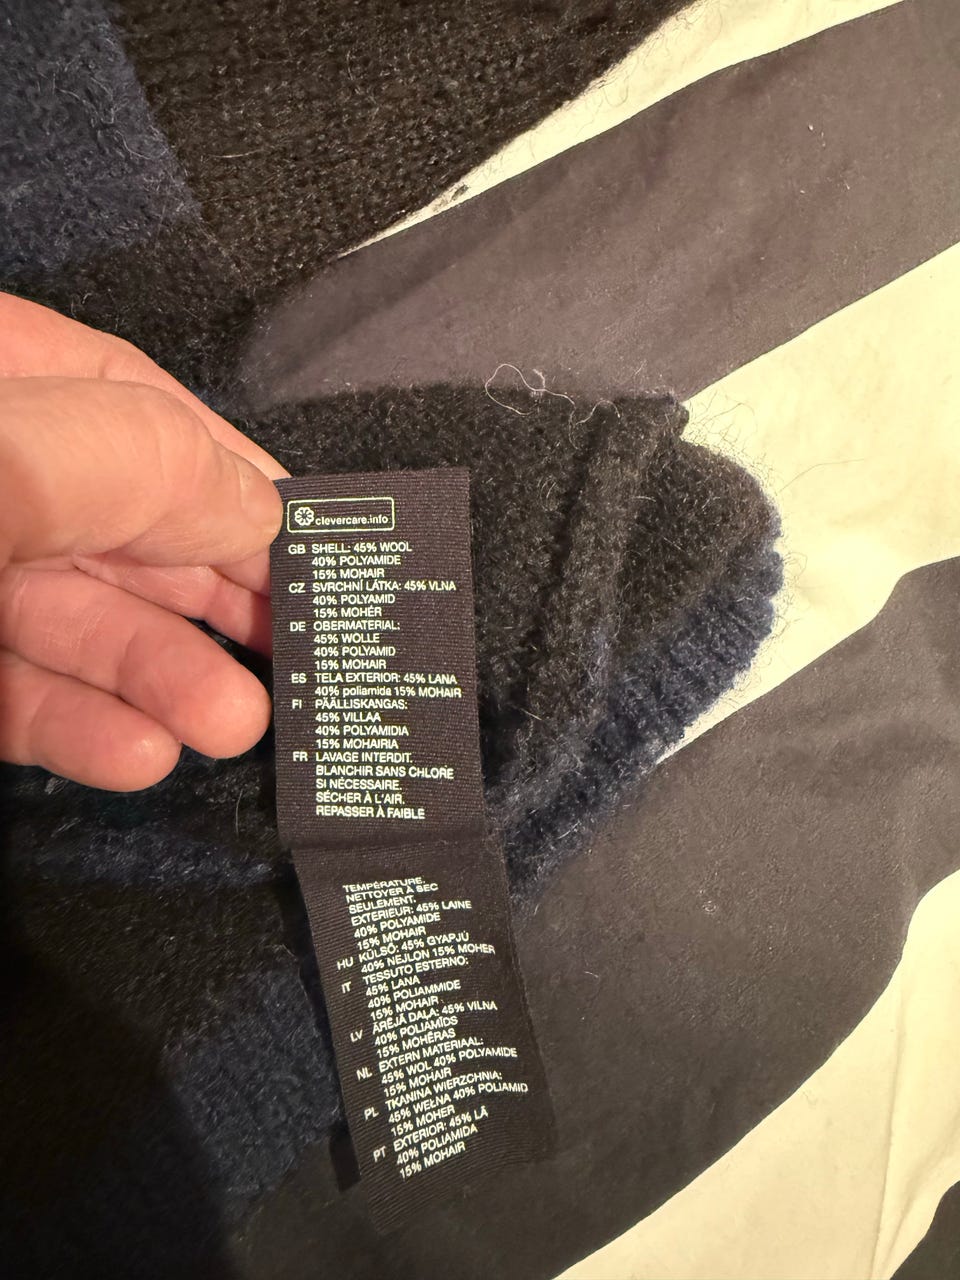 clevercare.info
GB SHELL: 45% WOOL
40% POLYAMIDE
15% MOHAIR
CZ SVRCHNÍ LÁTKA: 45% VLNA
40% POLYAMID
15% MOHÉR
DE OBERMATERIAL:
45% WOLLE
40% POLYAMID
15% MOHAIR
ES TELA EXTERIOR: 45% LANA
40% poliamida 15% MOHAIR
FI PÄÄLLISKANGAS:
45% VILLAA
40% POLYAMIDIA
15% MOHAIRIA
FR LAVAGE INTERDIT.
BLANCHIR SANS CHLORE
SI NÉCESSAIRE.
SÉCHER À L'AIR.
REPASSER À FAIBLE
TEMPÉRATURE.
NETTOYER À SEC
SEULEMENT.
EXTERIEUR: 45% LAINE
40% POLYAMIDE
15% MOHAIR
HU KÜLSŐ: 45% GYAPJÚ
40% NEJLON 15% MOHER
IT TESSUTO ESTERNO:
45% LANA
40% POLIAMMIDE
15% MOHAIR
LV ĀRĒJĀ DAĻA: 45% VILNA
40% POLIAMĪDS
15% MOHĒRAS
NL EXTERN MATERIAAL:
45% WOL 40% POLYAMIDE
15% MOHAIR
PL TKANINA WIERZCHNIA:
45% WEŁNA 40% POLIAMID
15% MOHER
PT EXTERIOR: 45% LÃ
40% POLIAMIDA
15% MOHAIR